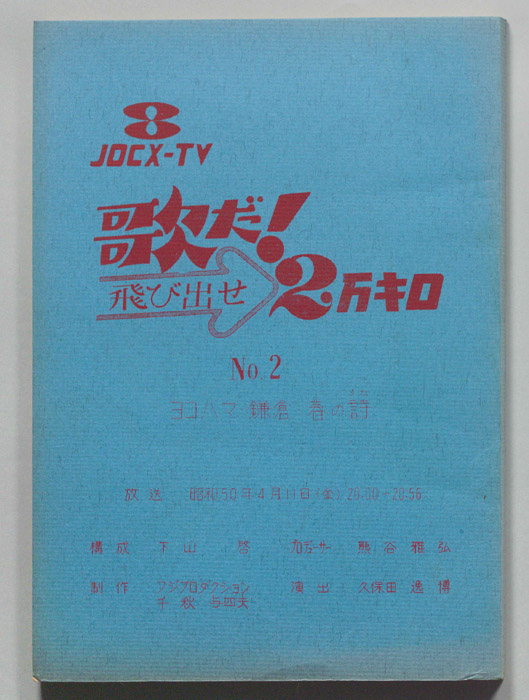 8
JOCX-TV
歌だ!
飛び出せ 2万キロ
No. 2
ヨコハマ・鎌倉 春の詩
放送 昭和50年4月11日(金) 20.00-20.56
構成 下山 啓 プロデューサー 熊谷雅弘
制作 フジプロダクション 演出 久保田逸博
千秋 与四夫